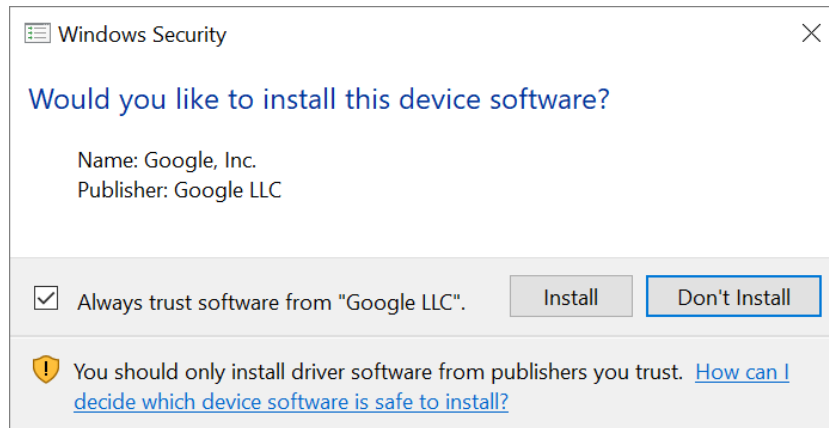 Windows Security
Would you like to install this device software?
Name: Google, Inc.
Publisher: Google LLC
Always trust software from "Google LLC".
Install
Don't Install
You should only install driver software from publishers you trust. How can I
decide which device software is safe to install?